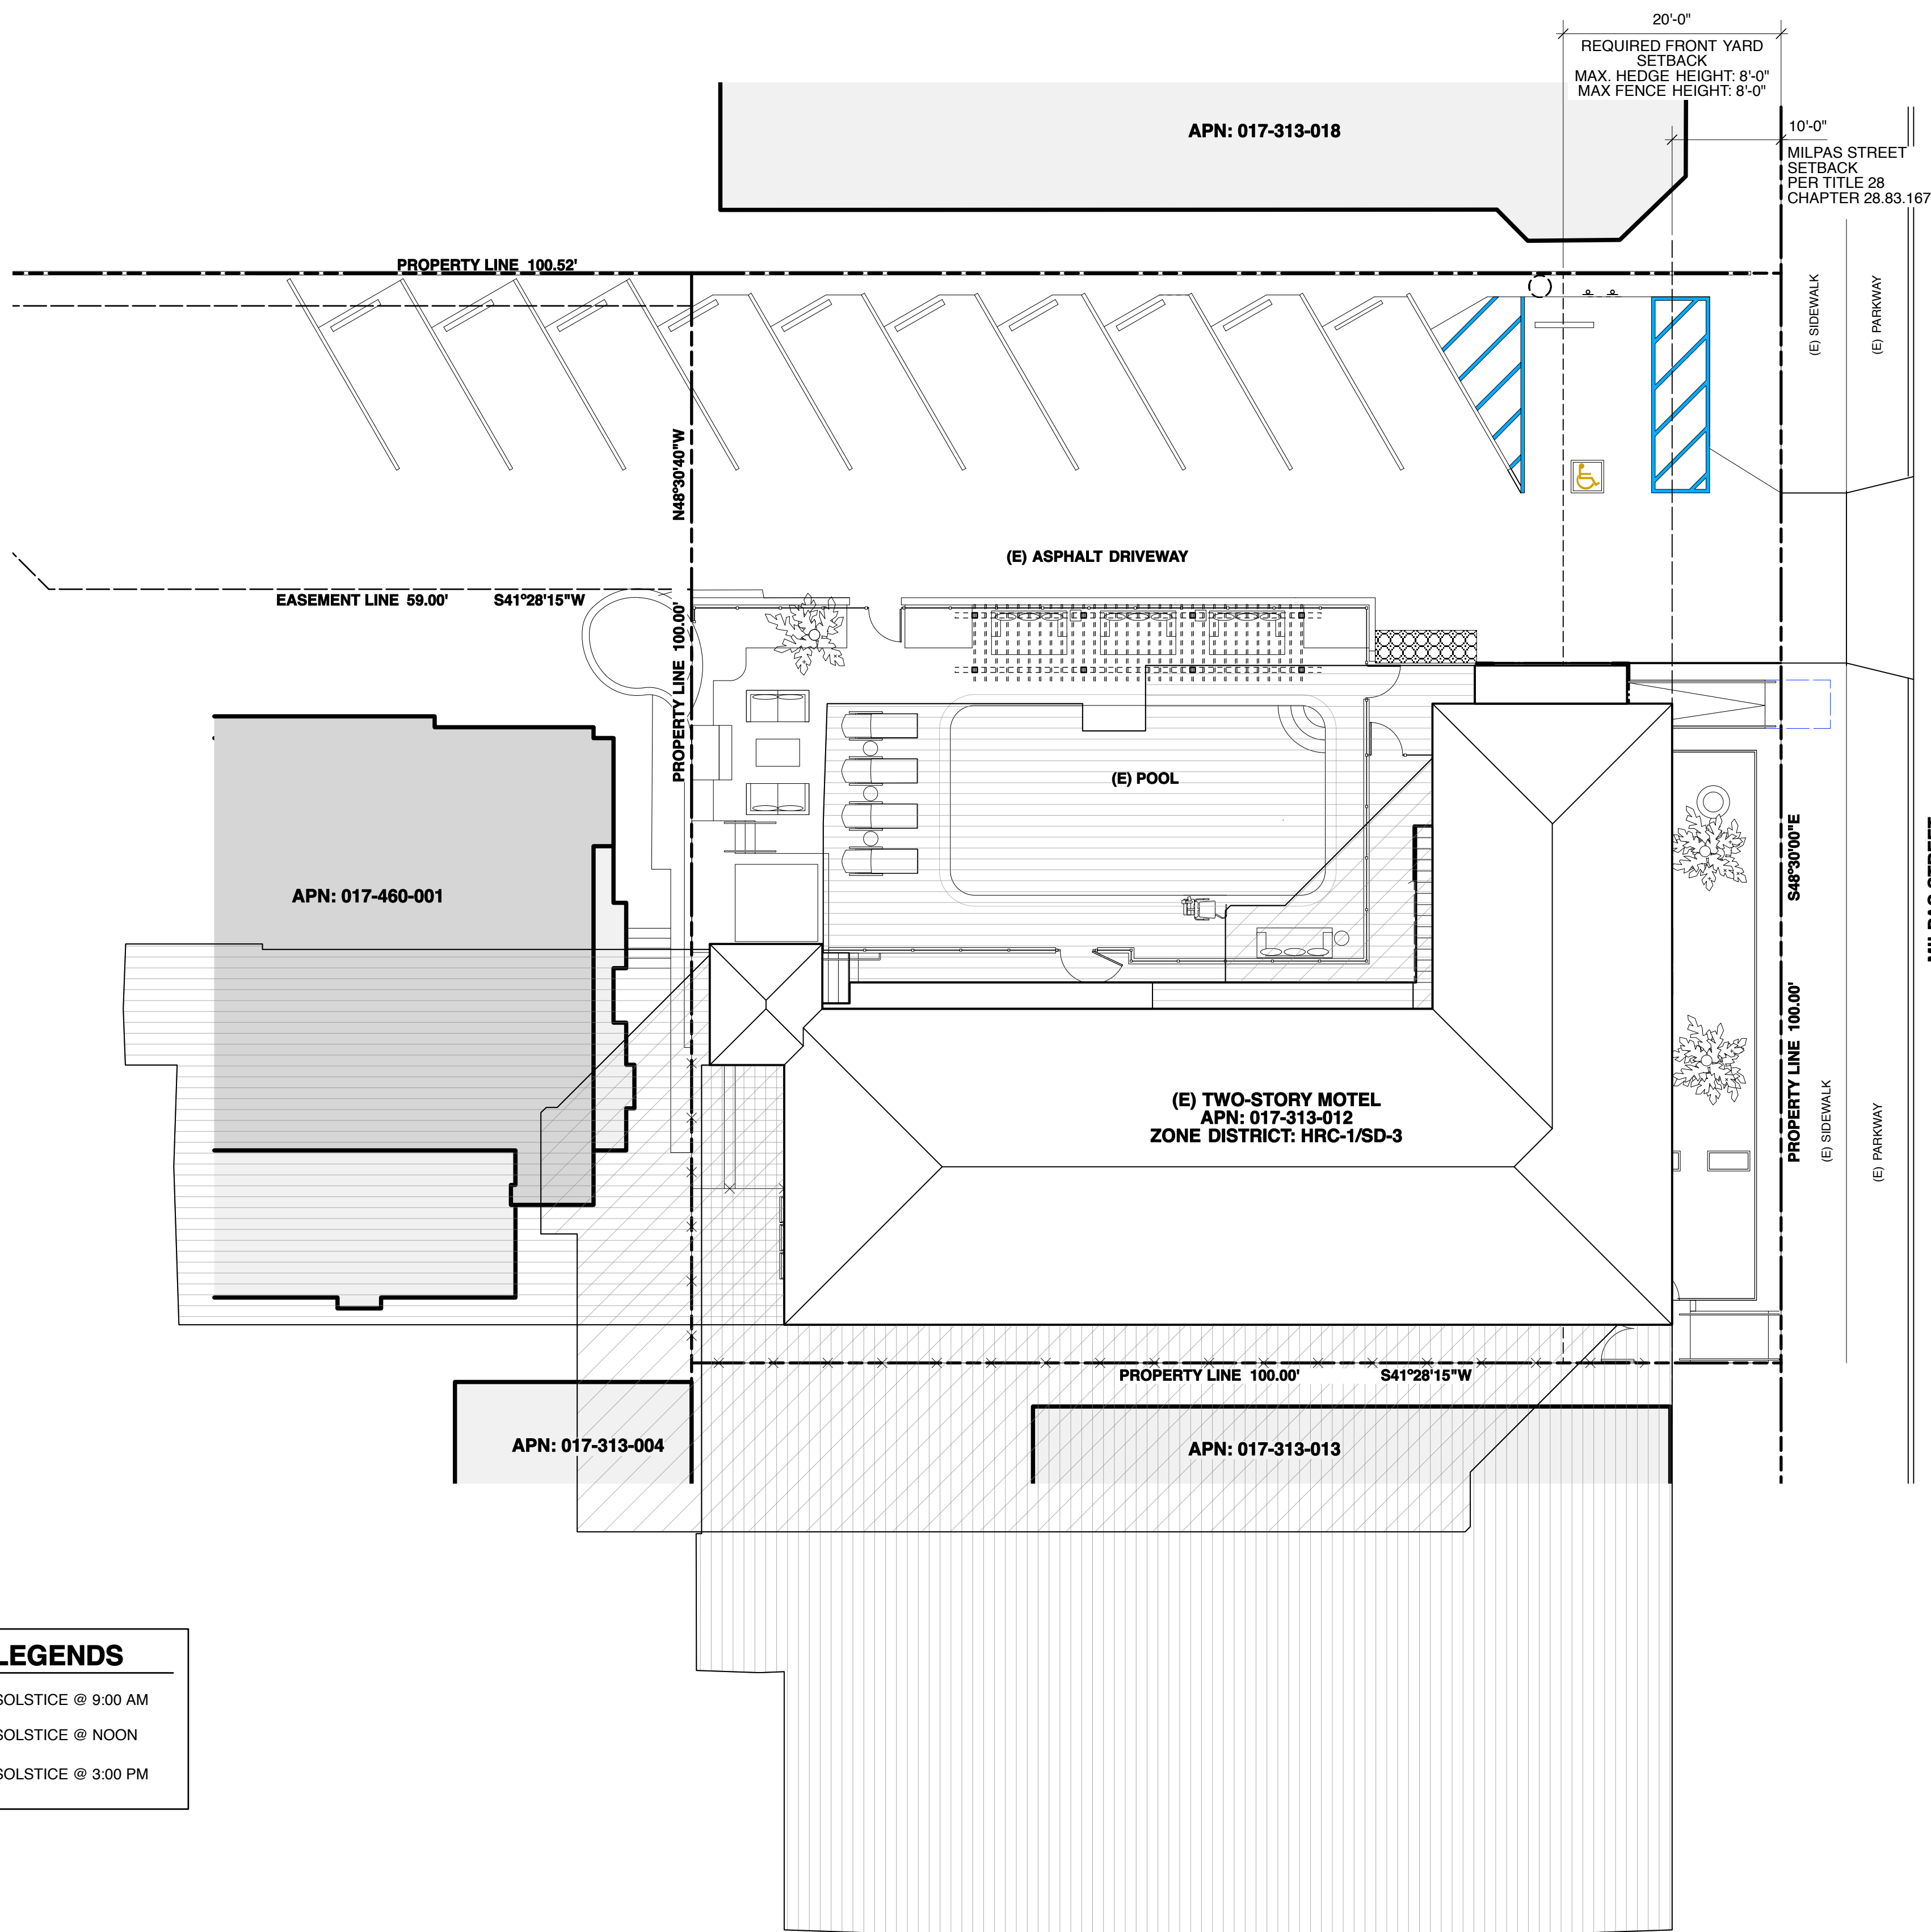 20'-0"
REQUIRED FRONT YARD
SETBACK
MAX. HEDGE HEIGHT: 8'-0"
MAX FENCE HEIGHT: 8'-0"
10'-0"
MILPAS STREET
SETBACK
PER TITLE 28
CHAPTER 28.83.167
APN: 017-313-018
PROPERTY LINE 100.52'
(E) SIDEWALK
(E) PARKWAY
N48°30'40"W
(E) ASPHALT DRIVEWAY
EASEMENT LINE 59.00' S41°28'15"W
PROPERTY LINE 100.00'
(E) POOL
APN: 017-460-001
S48°30'00"E
MILPAS STREET
PROPERTY LINE 100.00'
(E) SIDEWALK
(E) PARKWAY
(E) TWO-STORY MOTEL
APN: 017-313-012
ZONE DISTRICT: HRC-1/SD-3
PROPERTY LINE 100.00' S41°28'15"W
APN: 017-313-004
APN: 017-313-013
LEGENDS
SOLSTICE @ 9:00 AM
SOLSTICE @ NOON
SOLSTICE @ 3:00 PM